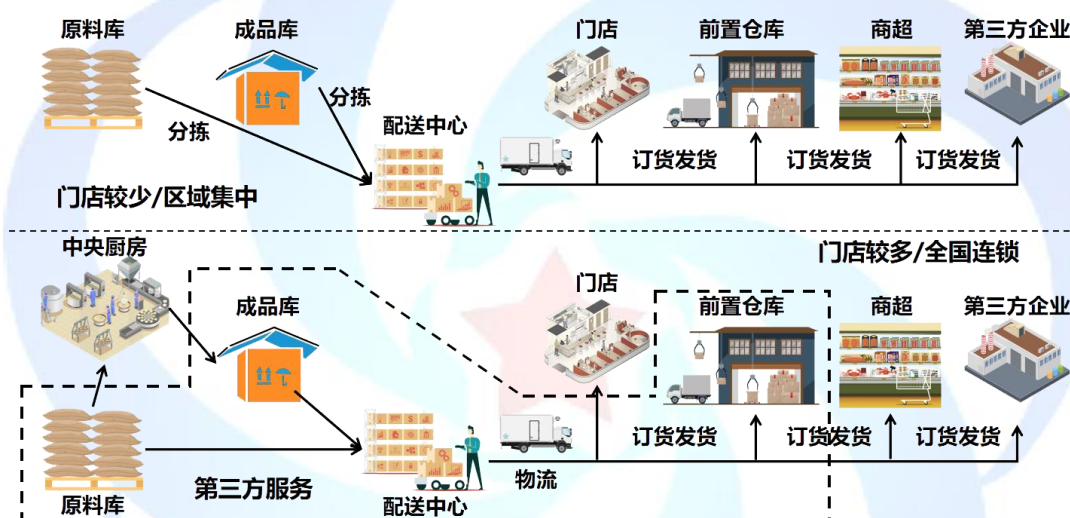 原料库
成品库
门店
前置仓库
商超
第三方企业
分拣
分拣
配送中心
订货发货
订货发货
订货发货
门店较少/区域集中
中央厨房
门店较多/全国连锁
成品库
门店
前置仓库
商超
第三方企业
订货发货
订货发货
订货发货
物流
第三方服务
原料库
配送中心